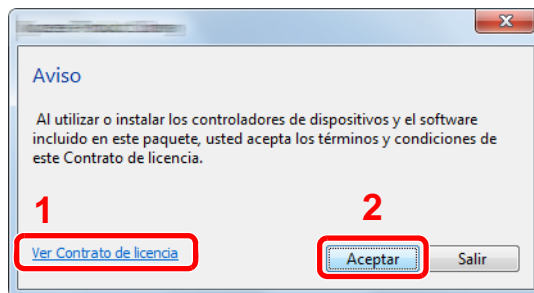 Aviso
Al utilizar o instalar los controladores de dispositivos y el software
incluido en este paquete, usted acepta los términos y condiciones de
este Contrato de licencia.
1
2
Ver Contrato de licencia
Aceptar
Salir